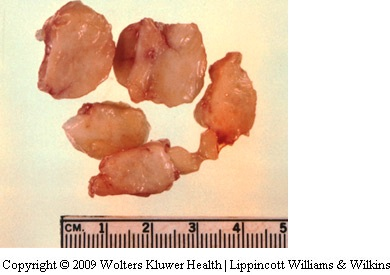 CM. 1 2 3 4 5
Copyright © 2009 Wolters Kluwer Health | Lippincott Williams & Wilkins